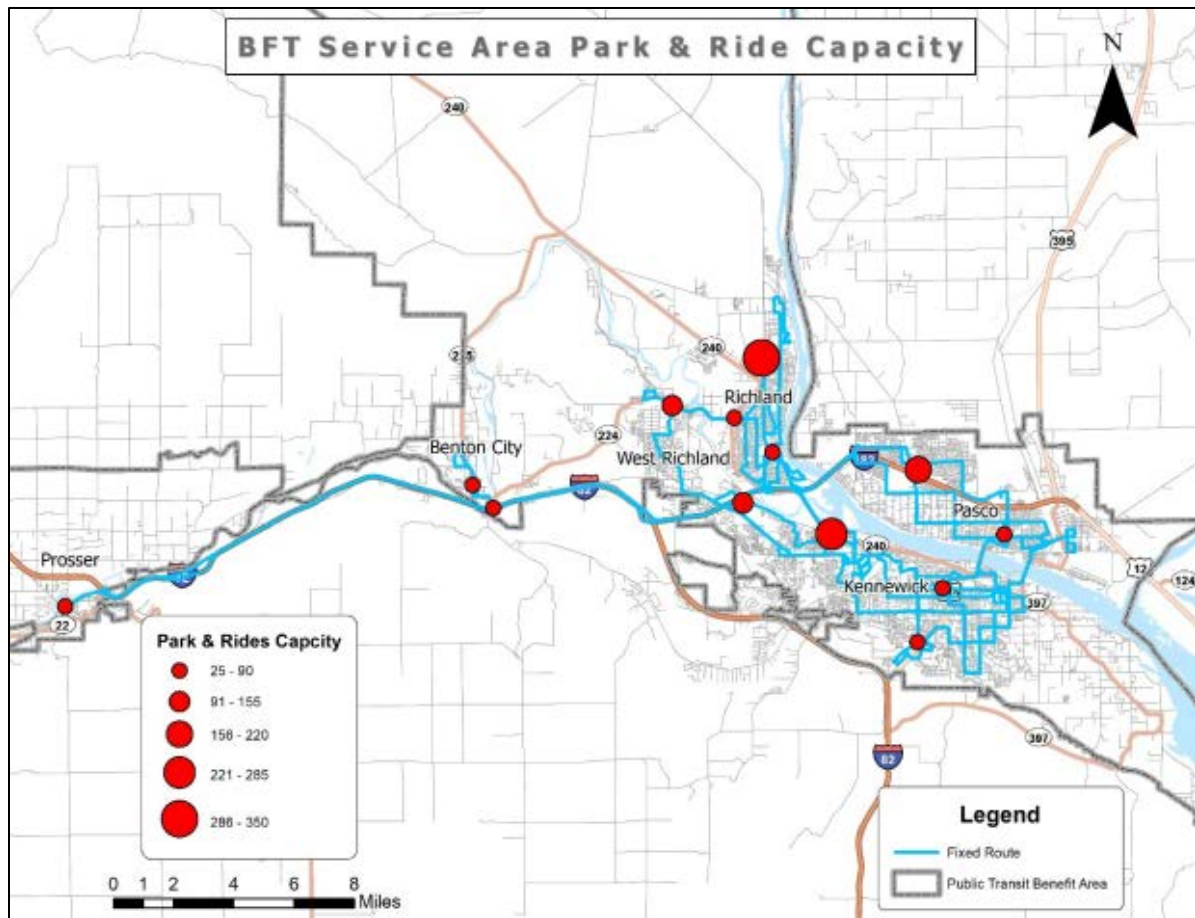 BFT Service Area Park & Ride Capacity
N
240
395
240
Richland
225
Benton City
224
West Richland
82
182
Pasco
240
12
124
Prosser
82
22
Kennewick
397
397
82
Park & Rides Capcity
25 - 90
91 - 155
156 - 220
221 - 285
286 - 350
Legend
Fixed Route
Public Transit Benefit Area
0 1 2 4 6 8
Miles